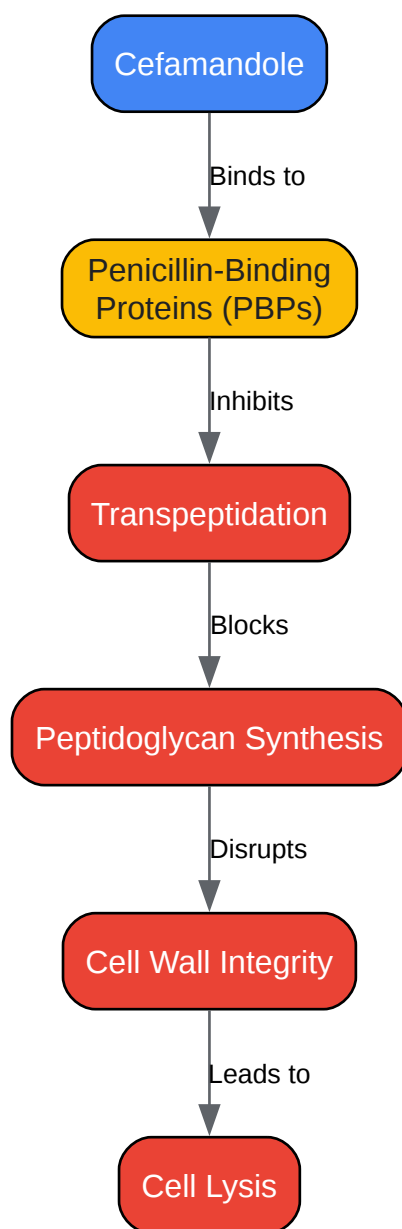 Cefamandole
Binds to
Penicillin-Binding
Proteins (PBPs)
Inhibits
Transpeptidation
Blocks
Peptidoglycan Synthesis
Disrupts
Cell Wall Integrity
Leads to
Cell Lysis